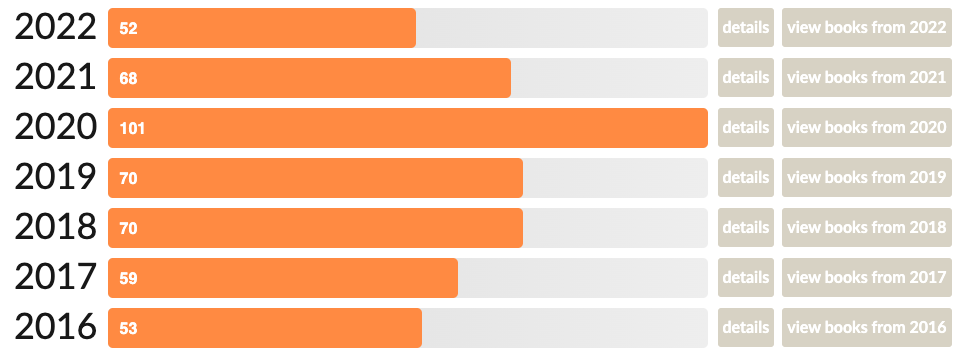 2022 52 details view books from 2022
2021 68 details view books from 2021
2020 101 details view books from 2020
2019 70 details view books from 2019
2018 70 details view books from 2018
2017 59 details view books from 2017
2016 53 details view books from 2016